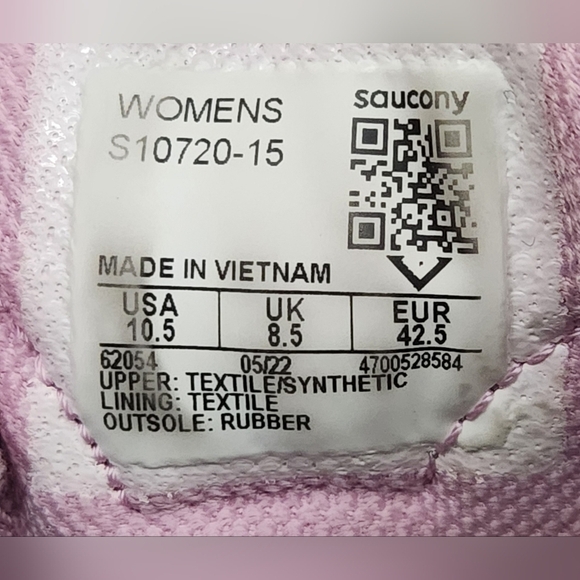 WOMENS
saucony
S10720-15
MADE IN VIETNAM
USA UK EUR
10.5 8.5 42.5
62054 05/22 4700528584
UPPER: TEXTILE/SYNTHETIC
LINING: TEXTILE
OUTSOLE: RUBBER